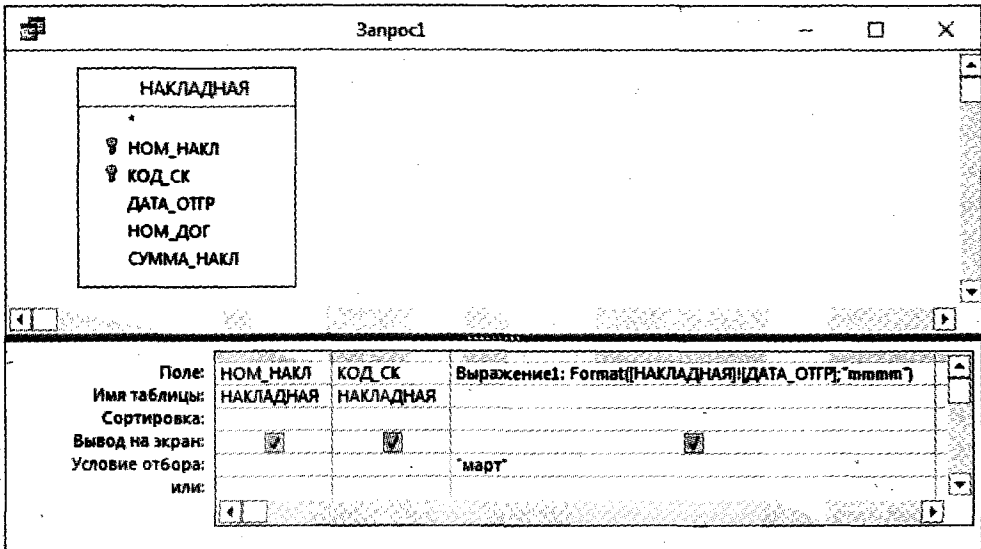 Запрос1
НАКЛАДНАЯ
*
НОМ_НАКЛ
КОД_СК
ДАТА_ОТГР
НОМ_ДОГ
СУММА_НАКЛ
Поле: НОМ_НАКЛ КОД_СК Выражение1: Format([НАКЛАДНАЯ]![ДАТА_ОТГР];"mmmm")
Имя таблицы: НАКЛАДНАЯ НАКЛАДНАЯ
Сортировка:
Вывод на экран:
Условие отбора: "март"
или: